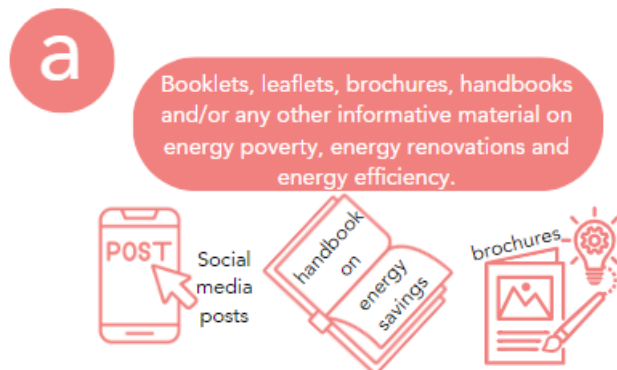 a
Booklets, leaflets, brochures, handbooks
and/or any other informative material on
energy poverty, energy renovations and
energy efficiency.
POST
Social
media
posts
handbook
on
energy
savings
brochures